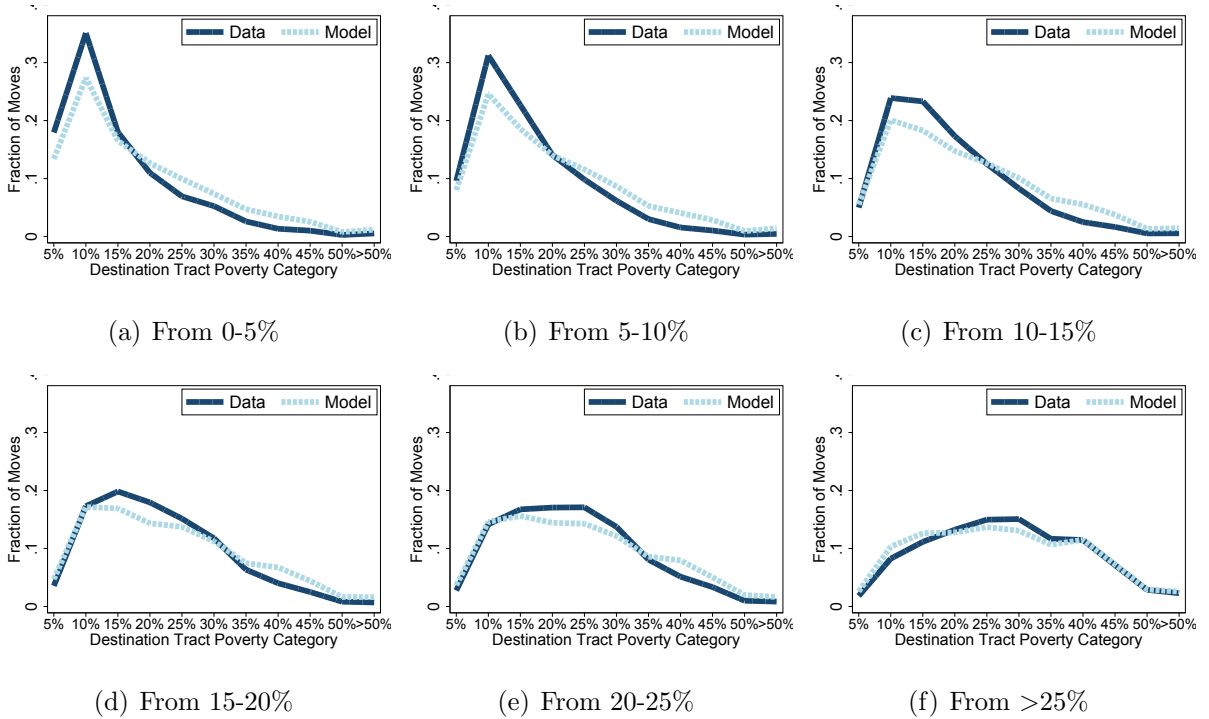 Data Model
Fraction of Moves
0 .1 .2 .3
5% 10% 15% 20% 25% 30% 35% 40% 45% 50% >50%
Destination Tract Poverty Category
(a) From 0-5%
Data Model
Fraction of Moves
0 .1 .2 .3
5% 10% 15% 20% 25% 30% 35% 40% 45% 50% >50%
Destination Tract Poverty Category
(b) From 5-10%
Data Model
Fraction of Moves
0 .1 .2 .3
5% 10% 15% 20% 25% 30% 35% 40% 45% 50% >50%
Destination Tract Poverty Category
(c) From 10-15%
Data Model
Fraction of Moves
0 .1 .2 .3
5% 10% 15% 20% 25% 30% 35% 40% 45% 50% >50%
Destination Tract Poverty Category
(d) From 15-20%
Data Model
Fraction of Moves
0 .1 .2 .3
5% 10% 15% 20% 25% 30% 35% 40% 45% 50% >50%
Destination Tract Poverty Category
(e) From 20-25%
Data Model
Fraction of Moves
0 .1 .2 .3
5% 10% 15% 20% 25% 30% 35% 40% 45% 50% >50%
Destination Tract Poverty Category
(f) From >25%